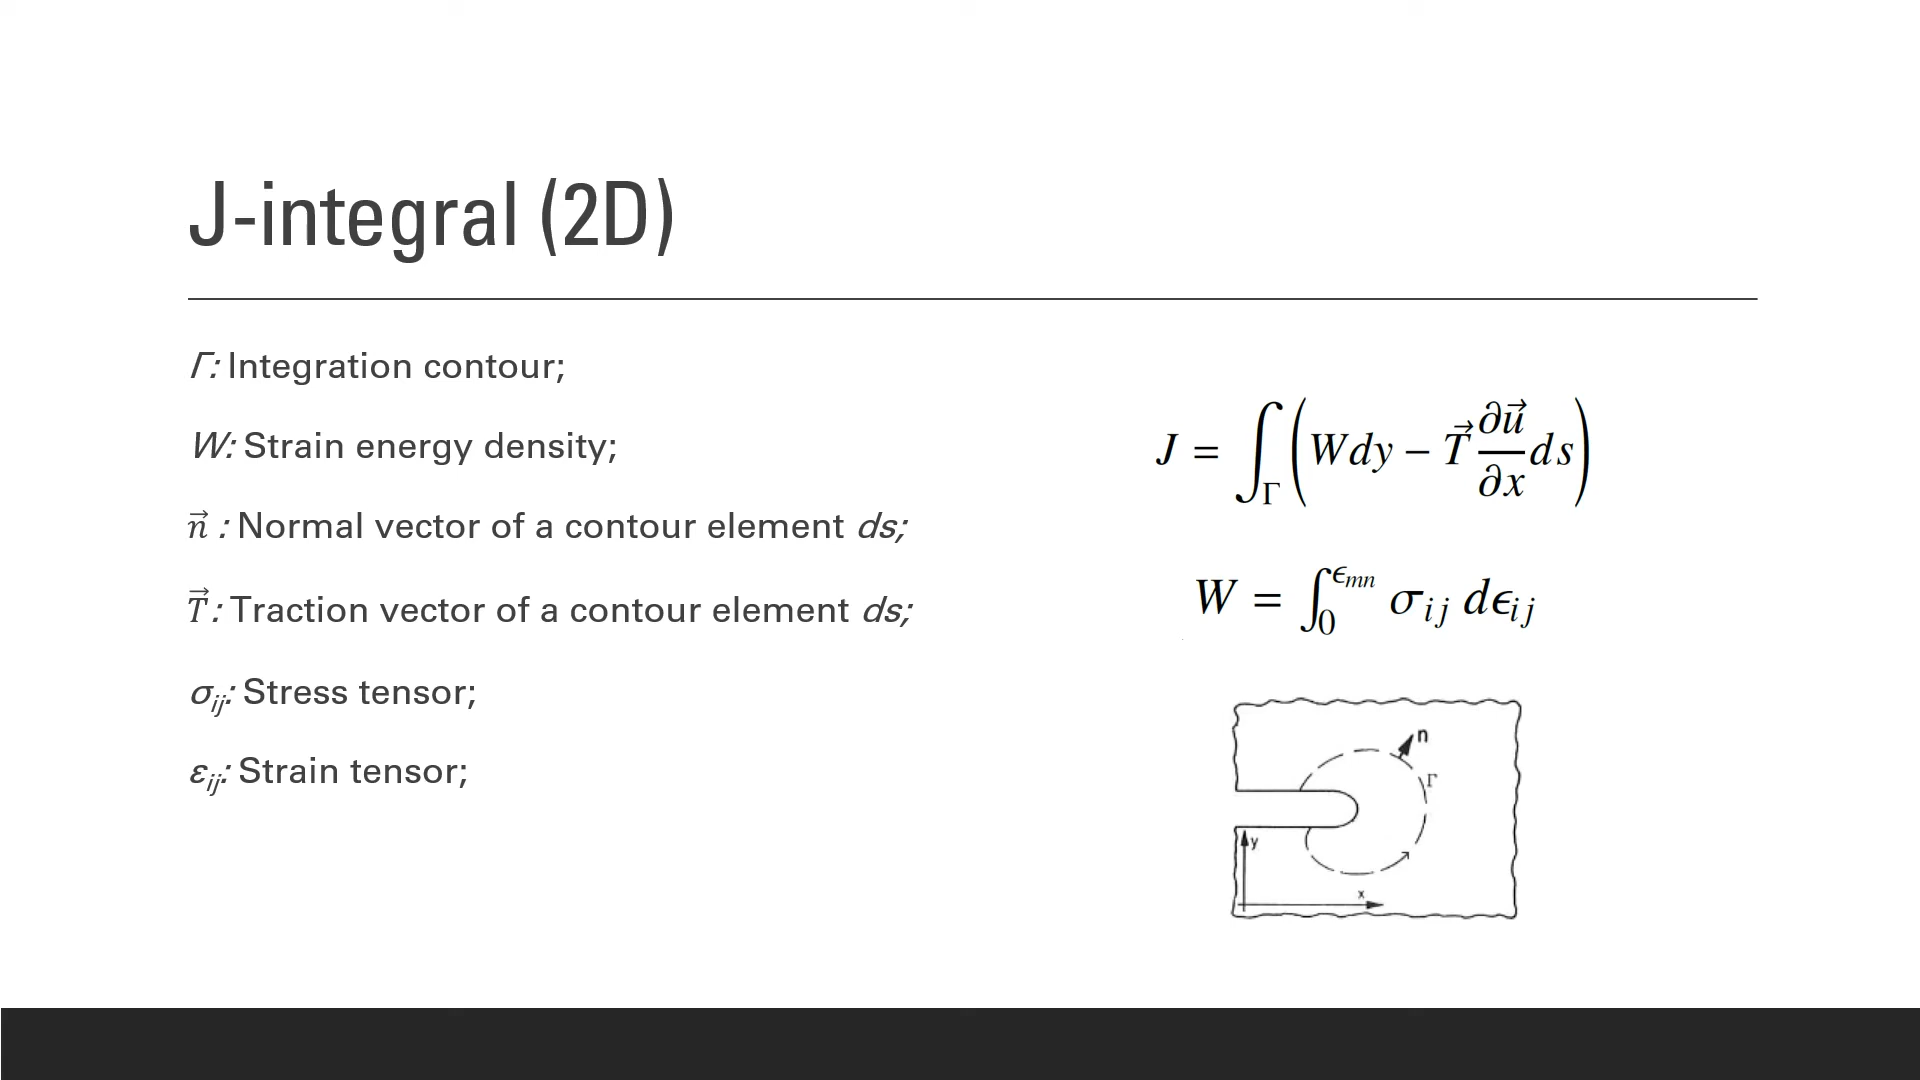 J-integral (2D)
Γ: Integration contour;
W: Strain energy density;
n⃗ : Normal vector of a contour element ds;
T⃗ : Traction vector of a contour element ds;
σij: Stress tensor;
εij: Strain tensor;
J = ∫Γ (Wdy − T⃗ ∂u⃗/∂x ds)
W = ∫0^ϵmn σij dϵij
n
Γ
y
x